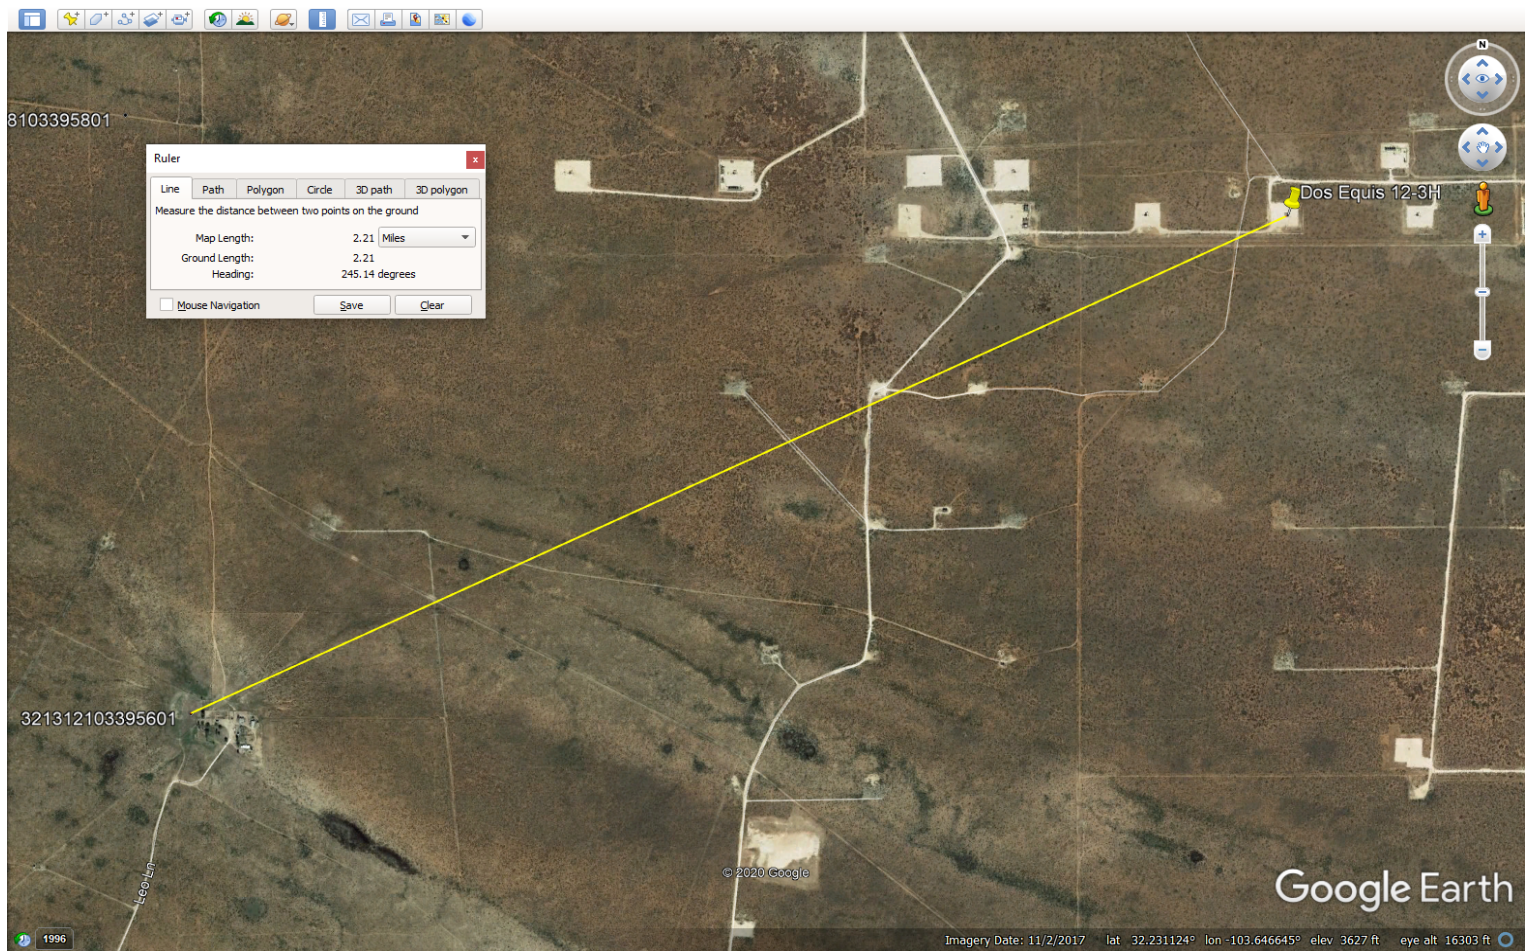 N
8103395801
Ruler
x
Line Path Polygon Circle 3D path 3D polygon
Measure the distance between two points on the ground
Map Length: 2.21 Miles
Ground Length: 2.21
Heading: 245.14 degrees
Mouse Navigation Save Clear
Dos Equis 12-3H
321312103395601
Leo Ln
© 2020 Google
Google Earth
1996 Imagery Date: 11/2/2017 lat 32.231124° lon -103.646645° elev 3627 ft eye alt 16303 ft